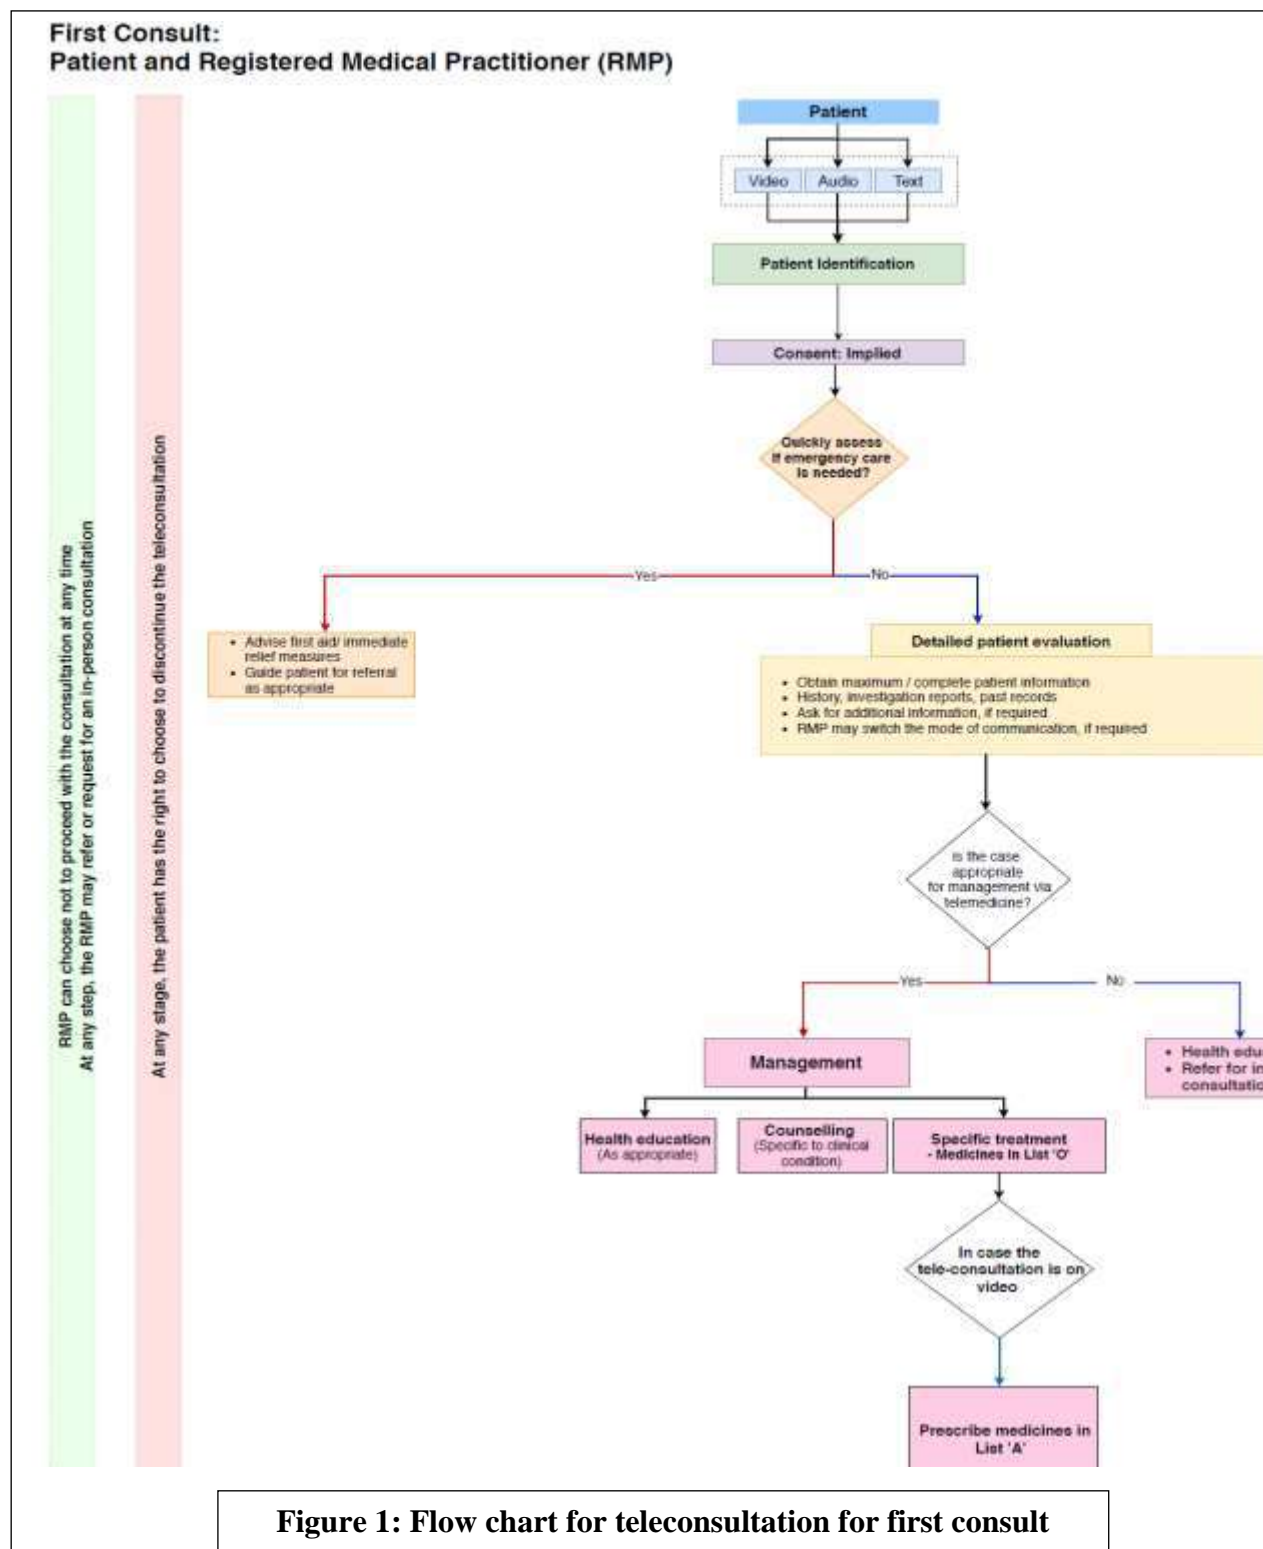 First Consult:
Patient and Registered Medical Practitioner (RMP)
RMP can choose not to proceed with the consultation at any time
At any step, the RMP may refer or request for an in-person consultation
At any stage, the patient has the right to choose to discontinue the teleconsultation
Patient
Video Audio Text
Patient Identification
Consent: Implied
Quickly assess
if emergency care
is needed?
Yes No
• Advise first aid/ immediate
relief measures
• Guide patient for referral
as appropriate
Detailed patient evaluation
• Obtain maximum / complete patient information
• History, investigation reports, past records
• Ask for additional information, if required
• RMP may switch the mode of communication, if required
Is the case
appropriate
for management via
telemedicine?
Yes No
Management
• Health edu
• Refer for in
consultatio
Health education
(As appropriate)
Counselling
(Specific to clinical
condition)
Specific treatment
- Medicines in List 'O'
In case the
tele-consultation is on
video
Prescribe medicines in
List 'A'
Figure 1: Flow chart for teleconsultation for first consult